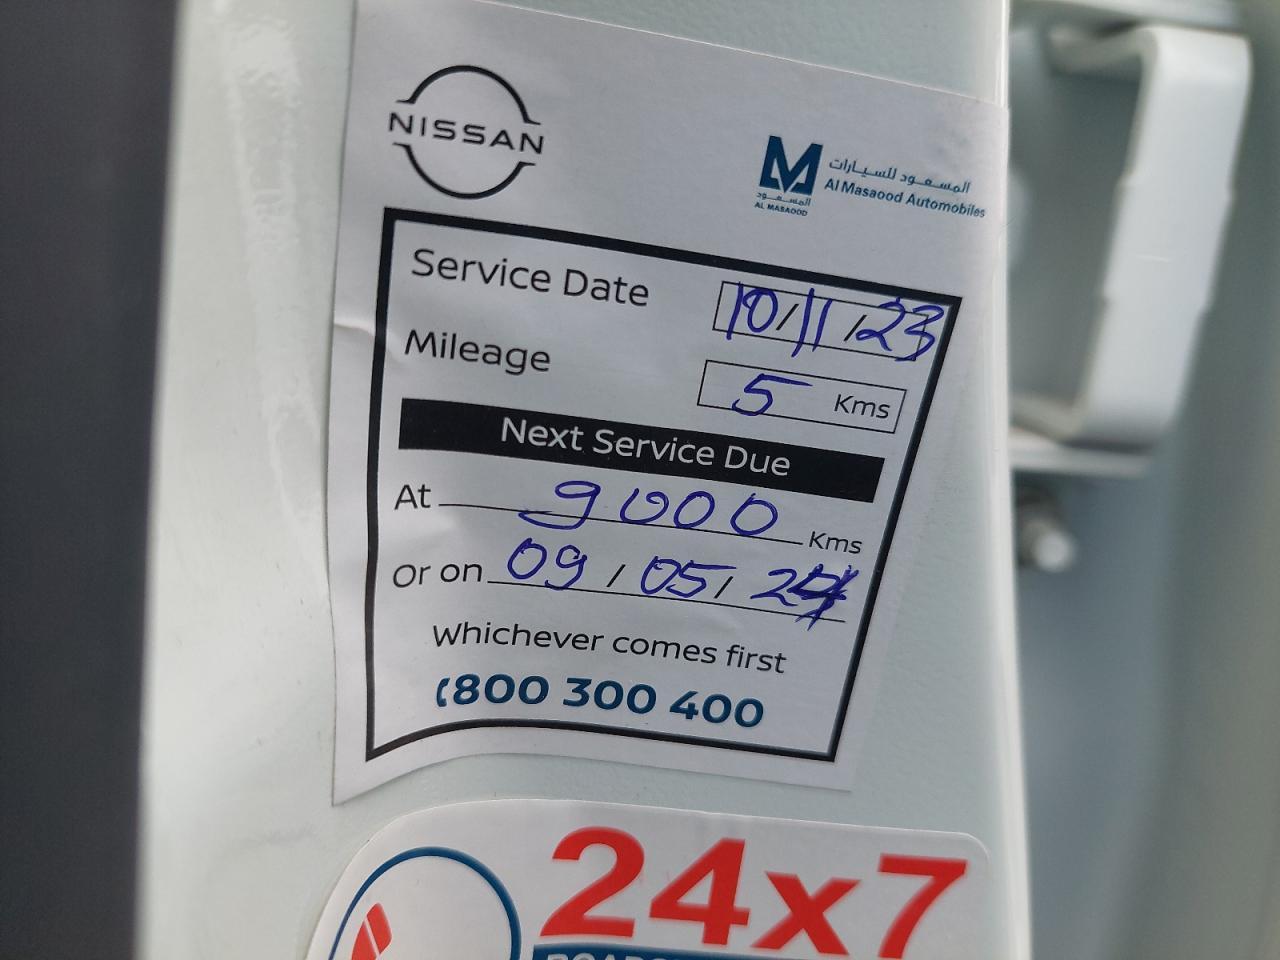 NISSAN
المسعود للسيارات
Al Masaood Automobiles
المسعود
AL MASAOOD
Service Date 10/11/23
Mileage 5 Kms
Next Service Due
At 9000 Kms
Or on 09/05/24
Whichever comes first
800 300 400
24x7